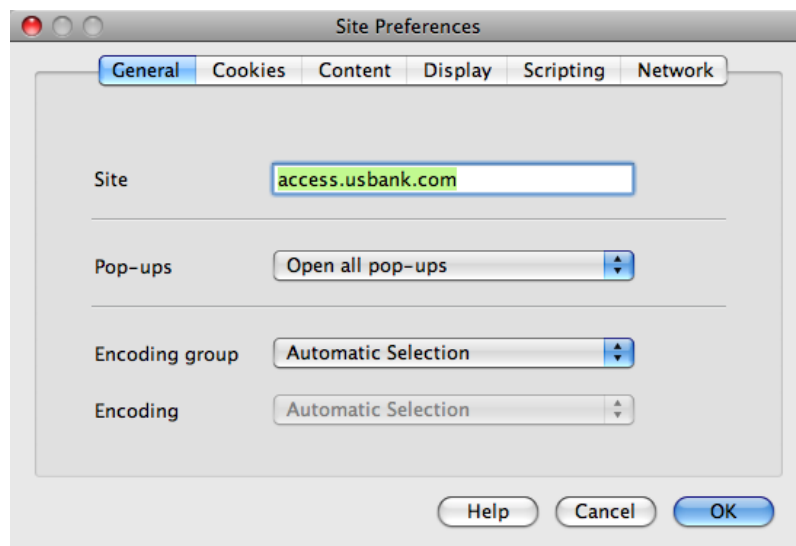 Site Preferences
General Cookies Content Display Scripting Network
Site access.usbank.com
Pop-ups Open all pop-ups
Encoding group Automatic Selection
Encoding Automatic Selection
Help Cancel OK